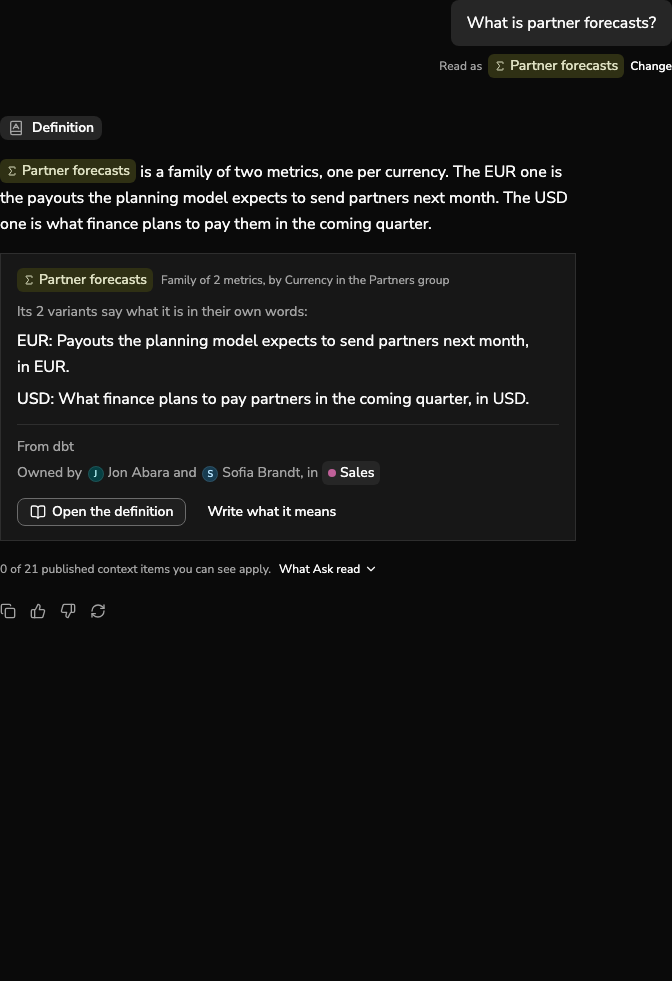 What is partner forecasts?
Read as Σ Partner forecasts Change
Definition
Σ Partner forecasts is a family of two metrics, one per currency. The EUR one is
the payouts the planning model expects to send partners next month. The USD
one is what finance plans to pay them in the coming quarter.
Σ Partner forecasts Family of 2 metrics, by Currency in the Partners group
Its 2 variants say what it is in their own words:
EUR: Payouts the planning model expects to send partners next month,
in EUR.
USD: What finance plans to pay partners in the coming quarter, in USD.
From dbt
Owned by J Jon Abara and S Sofia Brandt, in Sales
Open the definition Write what it means
0 of 21 published context items you can see apply. What Ask read